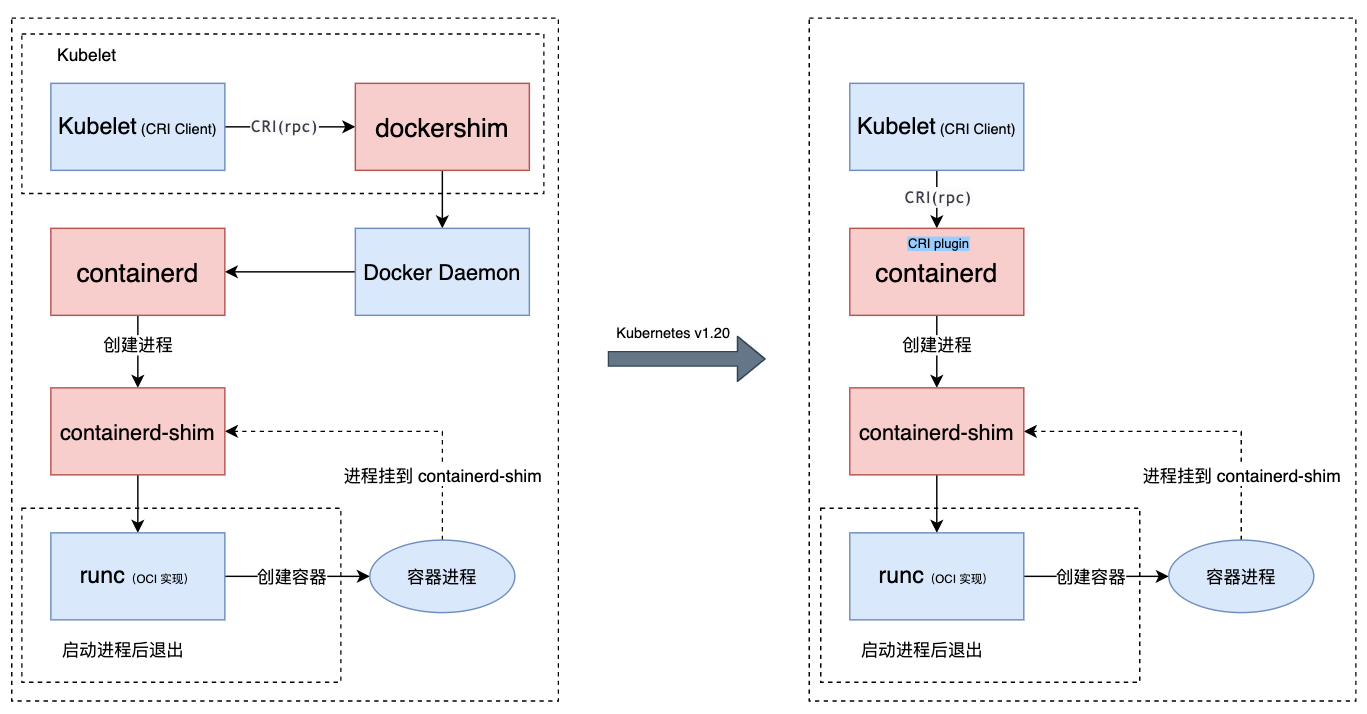 Kubelet
Kubelet (CRI Client)
CRI(rpc)
dockershim
containerd
Docker Daemon
创建进程
containerd-shim
进程挂到 containerd-shim
runc (OCI 实现)
创建容器
容器进程
启动进程后退出
Kubernetes v1.20
Kubelet (CRI Client)
CRI(rpc)
CRI plugin
containerd
创建进程
containerd-shim
进程挂到 containerd-shim
runc (OCI 实现)
创建容器
容器进程
启动进程后退出